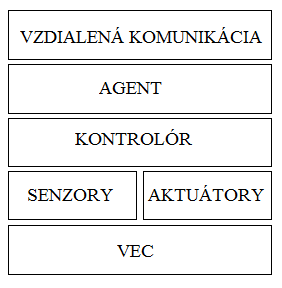 VZDIALENÁ KOMUNIKÁCIA
AGENT
KONTROLÓR
SENZORY AKTUÁTORY
VEC